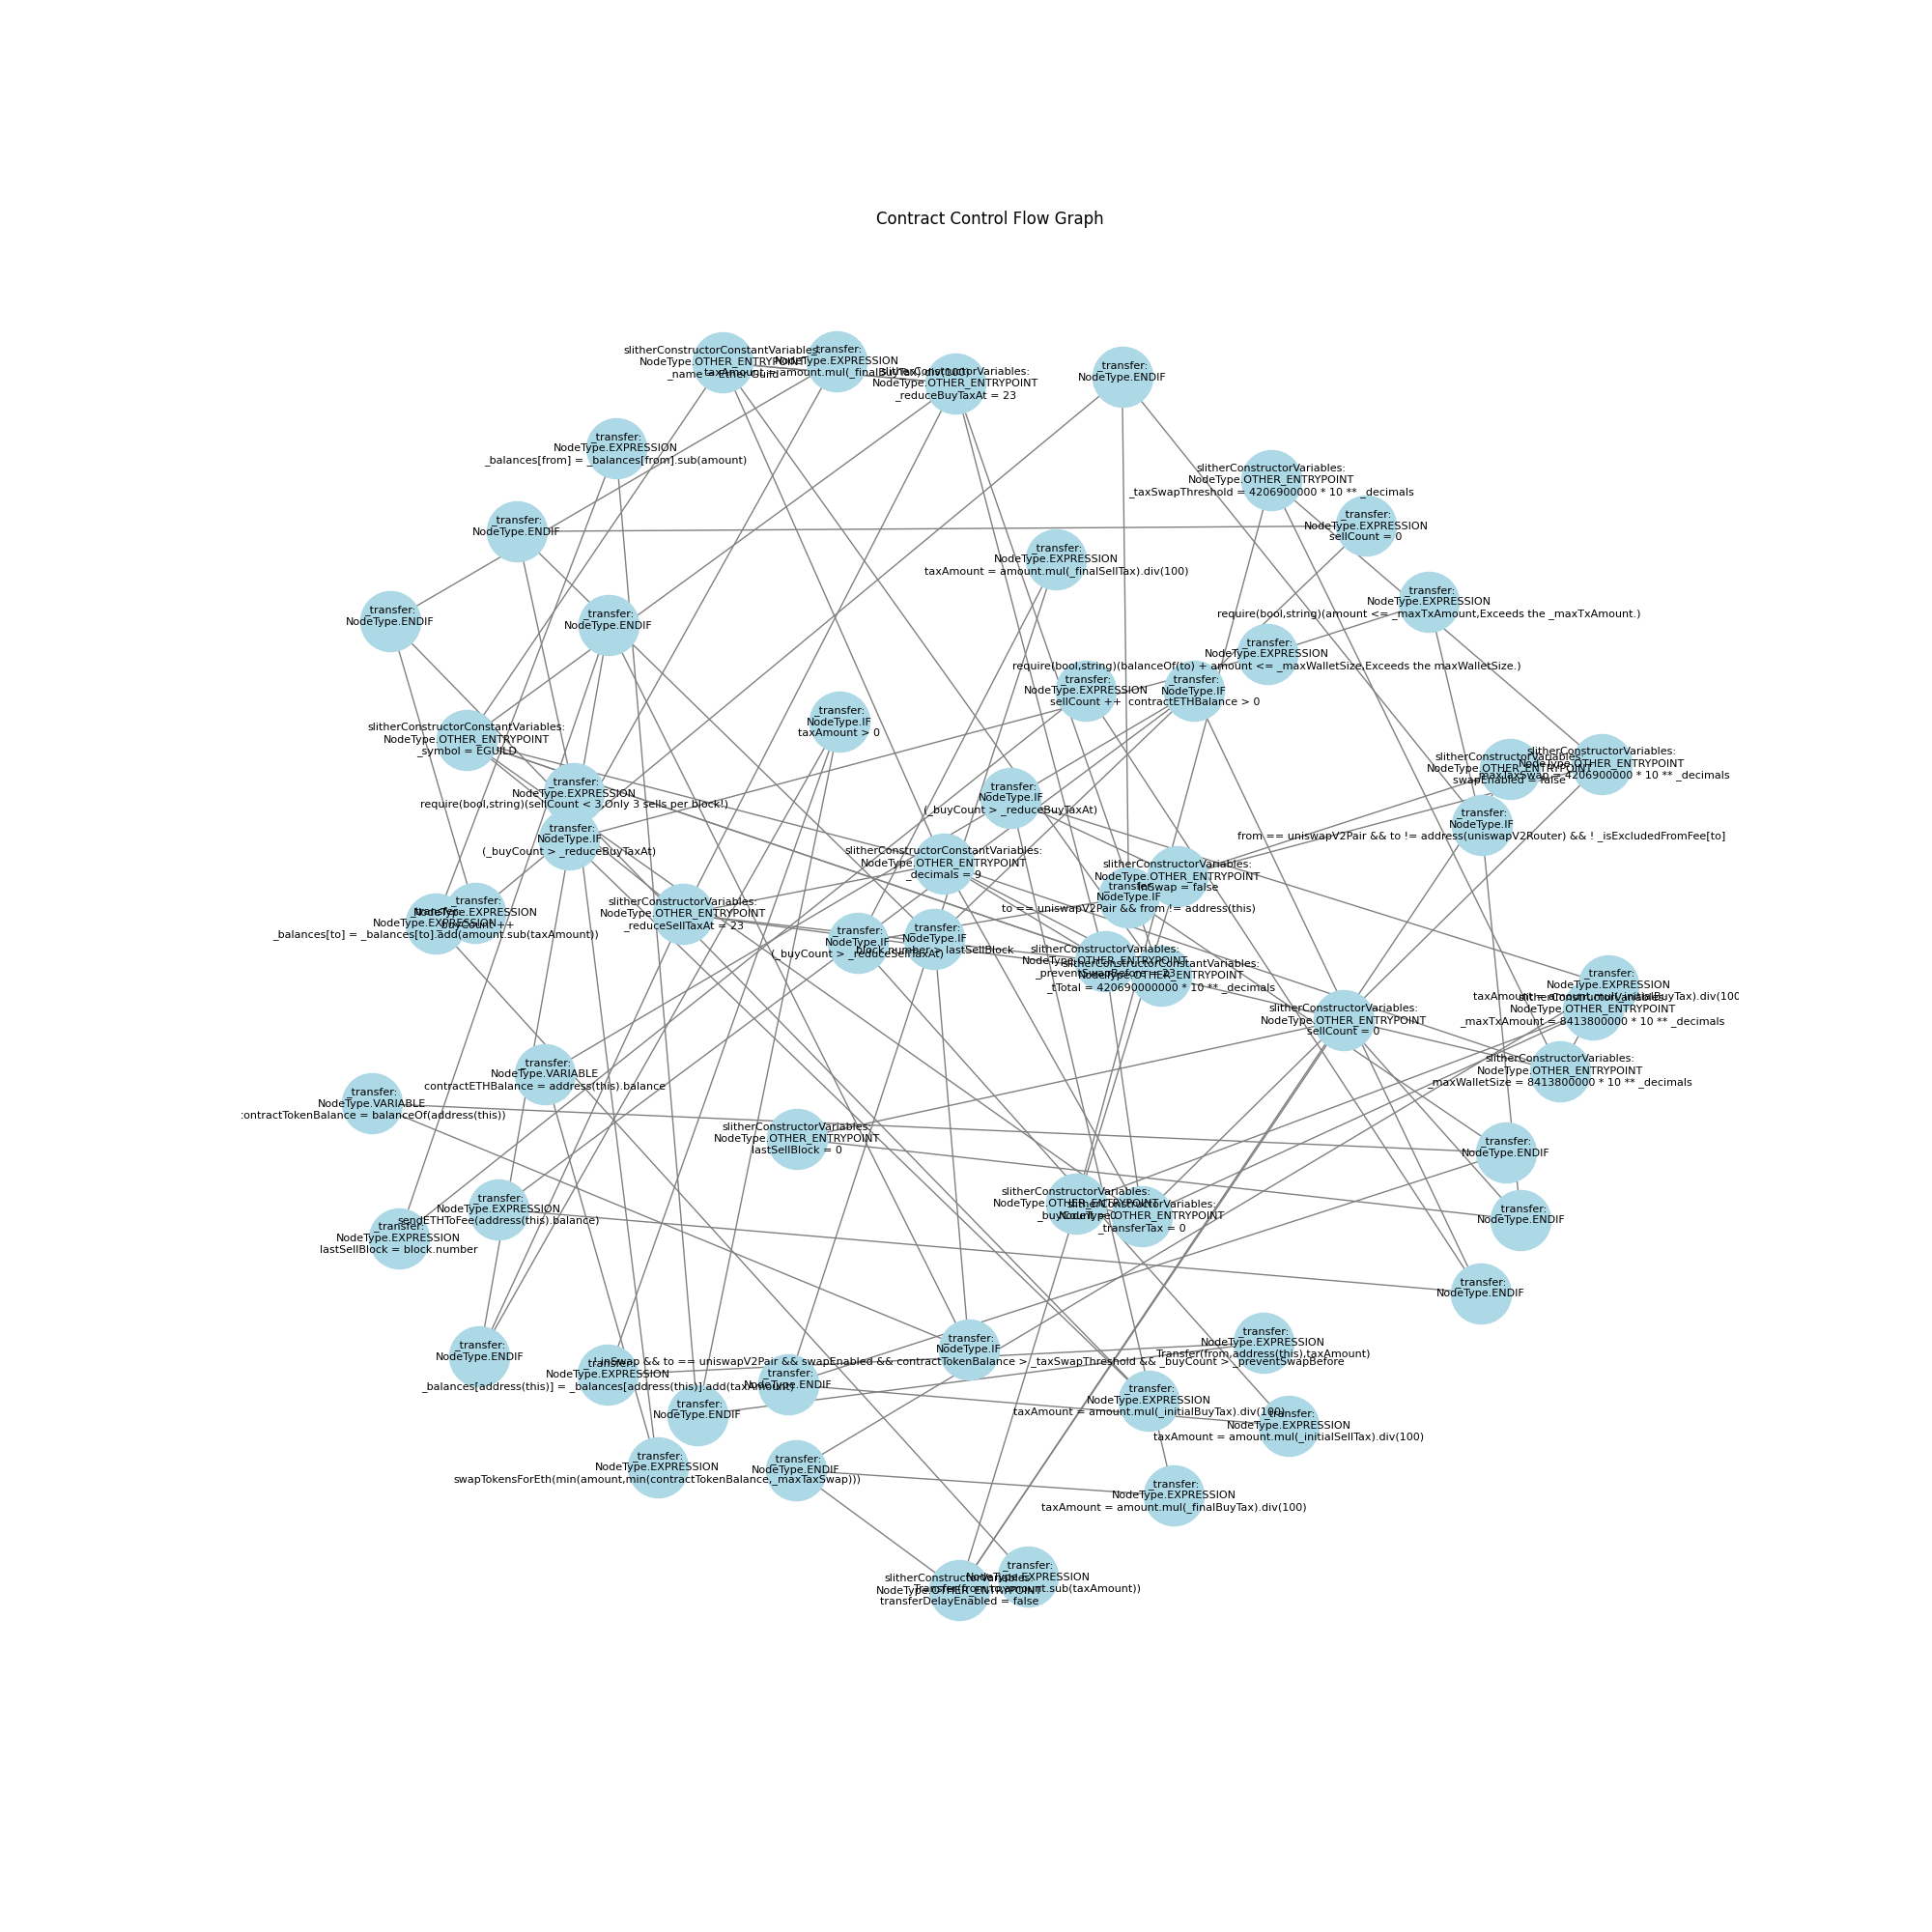 Contract Control Flow Graph
slitherConstructorConstantVariables:
NodeType.OTHER_ENTRYPOINT
_name = Ether Guild
_transfer:
NodeType.EXPRESSION
taxAmount = amount.mul(_finalBuyTax).div(100)
slitherConstructorVariables:
NodeType.OTHER_ENTRYPOINT
_reduceBuyTaxAt = 23
_transfer:
NodeType.ENDIF
_transfer:
NodeType.EXPRESSION
_balances[from] = _balances[from].sub(amount)
slitherConstructorVariables:
NodeType.OTHER_ENTRYPOINT
_taxSwapThreshold = 4206900000 * 10 ** _decimals
_transfer:
NodeType.ENDIF
_transfer:
NodeType.EXPRESSION
sellCount = 0
_transfer:
NodeType.EXPRESSION
taxAmount = amount.mul(_finalSellTax).div(100)
_transfer:
NodeType.EXPRESSION
require(bool,string)(amount <= _maxTxAmount,Exceeds the _maxTxAmount.)
_transfer:
NodeType.ENDIF
_transfer:
NodeType.ENDIF
_transfer:
NodeType.EXPRESSION
require(bool,string)(balanceOf(to) + amount <= _maxWalletSize,Exceeds the maxWalletSize.)
_transfer:
NodeType.EXPRESSION
sellCount ++
_transfer:
NodeType.IF
contractETHBalance > 0
_transfer:
NodeType.IF
taxAmount > 0
slitherConstructorConstantVariables:
NodeType.OTHER_ENTRYPOINT
_symbol = EGUILD
slitherConstructorVariables:
NodeType.OTHER_ENTRYPOINT
swapEnabled = false
slitherConstructorVariables:
NodeType.OTHER_ENTRYPOINT
_maxTaxSwap = 4206900000 * 10 ** _decimals
_transfer:
NodeType.EXPRESSION
require(bool,string)(sellCount < 3,Only 3 sells per block!)
_transfer:
NodeType.IF
(_buyCount > _reduceBuyTaxAt)
_transfer:
NodeType.IF
from == uniswapV2Pair && to != address(uniswapV2Router) && ! _isExcludedFromFee[to]
_transfer:
NodeType.IF
(_buyCount > _reduceBuyTaxAt)
slitherConstructorConstantVariables:
NodeType.OTHER_ENTRYPOINT
_decimals = 9
slitherConstructorVariables:
NodeType.OTHER_ENTRYPOINT
inSwap = false
_transfer:
NodeType.IF
to == uniswapV2Pair && from != address(this)
_transfer:
NodeType.EXPRESSION
_buyCount ++
_transfer:
NodeType.EXPRESSION
_balances[to] = _balances[to].add(amount.sub(taxAmount))
slitherConstructorVariables:
NodeType.OTHER_ENTRYPOINT
_reduceSellTaxAt = 23
_transfer:
NodeType.IF
(_buyCount > _reduceSellTaxAt)
_transfer:
NodeType.IF
block.number > lastSellBlock
slitherConstructorVariables:
NodeType.OTHER_ENTRYPOINT
_preventSwapBefore = 23
slitherConstructorConstantVariables:
NodeType.OTHER_ENTRYPOINT
_tTotal = 420690000000 * 10 ** _decimals
_transfer:
NodeType.EXPRESSION
taxAmount = amount.mul(_initialBuyTax).div(100
slitherConstructorVariables:
NodeType.OTHER_ENTRYPOINT
_maxTxAmount = 8413800000 * 10 ** _decimals
slitherConstructorVariables:
NodeType.OTHER_ENTRYPOINT
sellCount = 0
slitherConstructorVariables:
NodeType.OTHER_ENTRYPOINT
_maxWalletSize = 8413800000 * 10 ** _decimals
_transfer:
NodeType.VARIABLE
contractETHBalance = address(this).balance
_transfer:
NodeType.VARIABLE
contractTokenBalance = balanceOf(address(this))
slitherConstructorVariables:
NodeType.OTHER_ENTRYPOINT
lastSellBlock = 0
_transfer:
NodeType.ENDIF
_transfer:
NodeType.EXPRESSION
sendETHToFee(address(this).balance)
slitherConstructorVariables:
NodeType.OTHER_ENTRYPOINT
_buyCount = 0
slitherConstructorVariables:
NodeType.OTHER_ENTRYPOINT
_transferTax = 0
_transfer:
NodeType.ENDIF
_transfer:
NodeType.EXPRESSION
lastSellBlock = block.number
_transfer:
NodeType.ENDIF
_transfer:
NodeType.ENDIF
_transfer:
NodeType.EXPRESSION
_balances[address(this)] = _balances[address(this)].add(taxAmount)
_transfer:
NodeType.IF
inSwap && to == uniswapV2Pair && swapEnabled && contractTokenBalance > _taxSwapThreshold && _buyCount > _preventSwapBefore
_transfer:
NodeType.EXPRESSION
Transfer(from,address(this),taxAmount)
_transfer:
NodeType.ENDIF
_transfer:
NodeType.ENDIF
_transfer:
NodeType.EXPRESSION
taxAmount = amount.mul(_initialBuyTax).div(100)
_transfer:
NodeType.EXPRESSION
taxAmount = amount.mul(_initialSellTax).div(100)
_transfer:
NodeType.EXPRESSION
swapTokensForEth(min(amount,min(contractTokenBalance,_maxTaxSwap)))
_transfer:
NodeType.ENDIF
_transfer:
NodeType.EXPRESSION
taxAmount = amount.mul(_finalBuyTax).div(100)
slitherConstructorVariables:
NodeType.OTHER_ENTRYPOINT
transferDelayEnabled = false
_transfer:
NodeType.EXPRESSION
Transfer(from,to,amount.sub(taxAmount))